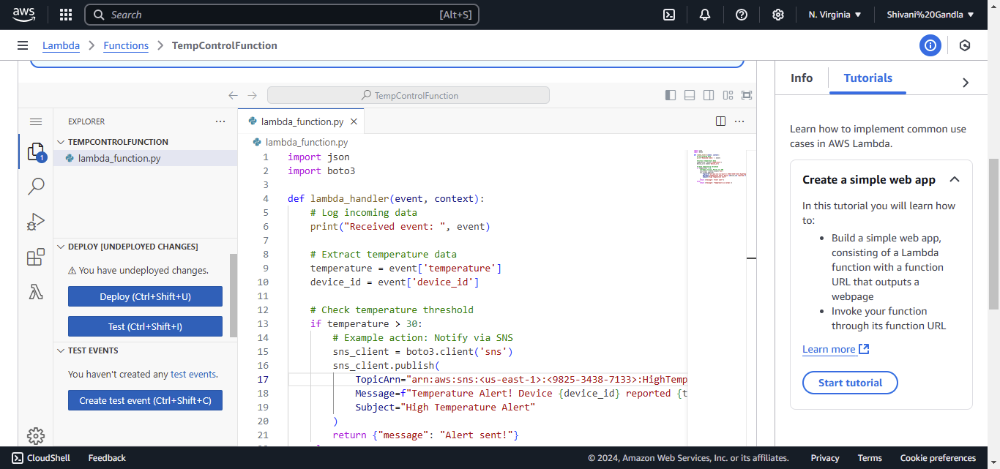 aws
Search [Alt+S]
N. Virginia ▼
Shivani%20Gandla ▼
Lambda > Functions > TempControlFunction
Info
Tutorials
TempControlFunction
EXPLORER
TEMPCONTROLFUNCTION
lambda_function.py
1
DEPLOY [UNDEPLOYED CHANGES]
You have undeployed changes.
Deploy (Ctrl+Shift+U)
Test (Ctrl+Shift+I)
TEST EVENTS
You haven't created any test events.
Create test event (Ctrl+Shift+C)
lambda_function.py
lambda_function.py
1 import json
2 import boto3
3
4 def lambda_handler(event, context):
5 # Log incoming data
6 print("Received event: ", event)
7
8 # Extract temperature data
9 temperature = event['temperature']
10 device_id = event['device_id']
11
12 # Check temperature threshold
13 if temperature > 30:
14 # Example action: Notify via SNS
15 sns_client = boto3.client('sns')
16 sns_client.publish(
17 TopicArn="arn:aws:sns:<us-east-1>:<9825-3438-7133>:HighTemp
18 Message=f"Temperature Alert! Device {device_id} reported {t
19 Subject="High Temperature Alert"
20 )
21 return {"message": "Alert sent!"}
Learn how to implement common use
cases in AWS Lambda.
Create a simple web app
In this tutorial you will learn how
to:
• Build a simple web app,
consisting of a Lambda
function with a function
URL that outputs a
webpage
• Invoke your function
through its function URL
Learn more
Start tutorial
CloudShell
Feedback
© 2024, Amazon Web Services, Inc. or its affiliates.
Privacy
Terms
Cookie preferences